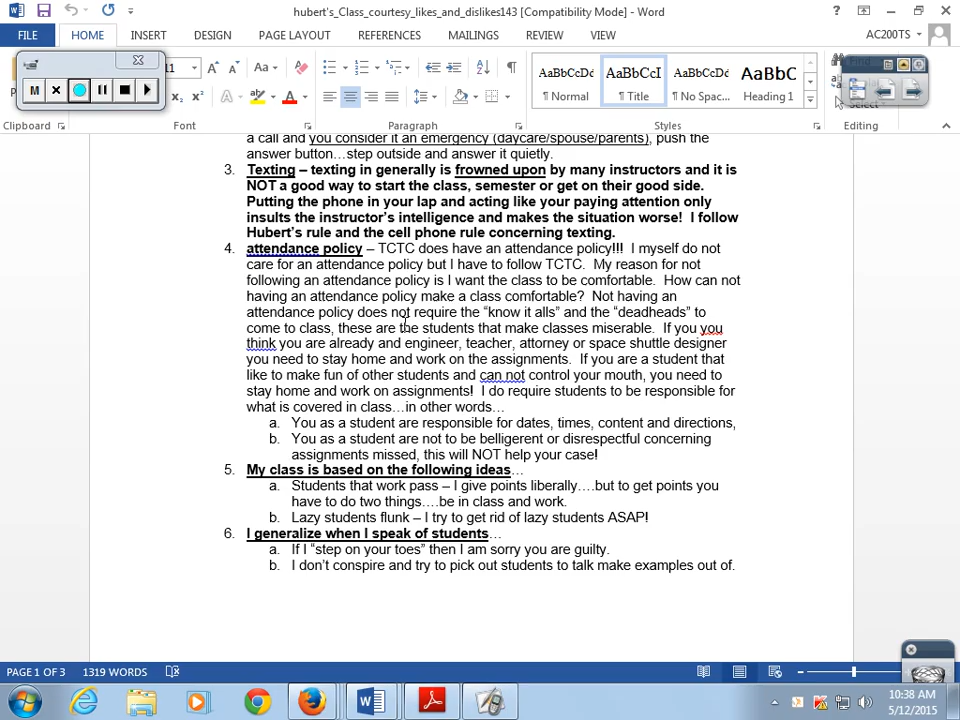 hubert's_Class_courtesy_likes_and_dislikes143 [Compatibility Mode] - Word
FILE HOME INSERT DESIGN PAGE LAYOUT REFERENCES MAILINGS REVIEW VIEW AC200TS
11 Aa
AaBbCcDd AaBbCcI AaBbCcDd AaBbC
M
¶ Normal ¶ Title ¶ No Spac... Heading 1
Clipboard Font Paragraph Styles Editing
a call and you consider it an emergency (daycare/spouse/parents), push the
answer button…step outside and answer it quietly.
3. Texting – texting in generally is frowned upon by many instructors and it is
NOT a good way to start the class, semester or get on their good side.
Putting the phone in your lap and acting like your paying attention only
insults the instructor's intelligence and makes the situation worse! I follow
Hubert's rule and the cell phone rule concerning texting.
4. attendance policy – TCTC does have an attendance policy!!! I myself do not
care for an attendance policy but I have to follow TCTC. My reason for not
following an attendance policy is I want the class to be comfortable. How can not
having an attendance policy make a class comfortable? Not having an
attendance policy does not require the "know it alls" and the "deadheads" to
come to class, these are the students that make classes miserable. If you you
think you are already and engineer, teacher, attorney or space shuttle designer
you need to stay home and work on the assignments. If you are a student that
like to make fun of other students and can not control your mouth, you need to
stay home and work on assignments! I do require students to be responsible for
what is covered in class…in other words…
a. You as a student are responsible for dates, times, content and directions,
b. You as a student are not to be belligerent or disrespectful concerning
assignments missed, this will NOT help your case!
5. My class is based on the following ideas…
a. Students that work pass – I give points liberally….but to get points you
have to do two things….be in class and work.
b. Lazy students flunk – I try to get rid of lazy students ASAP!
6. I generalize when I speak of students…
a. If I "step on your toes" then I am sorry you are guilty.
b. I don't conspire and try to pick out students to talk make examples out of.
PAGE 1 OF 3 1319 WORDS
10:38 AM
5/12/2015